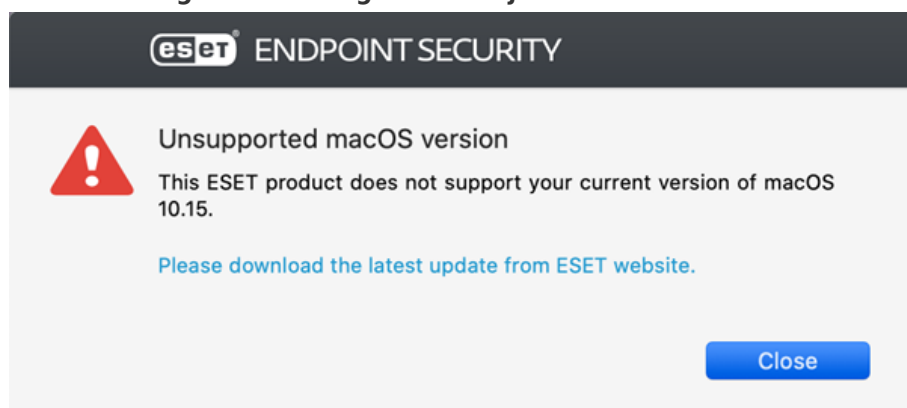 eset® ENDPOINT SECURITY
Unsupported macOS version
This ESET product does not support your current version of macOS
10.15.
Please download the latest update from ESET website.
Close